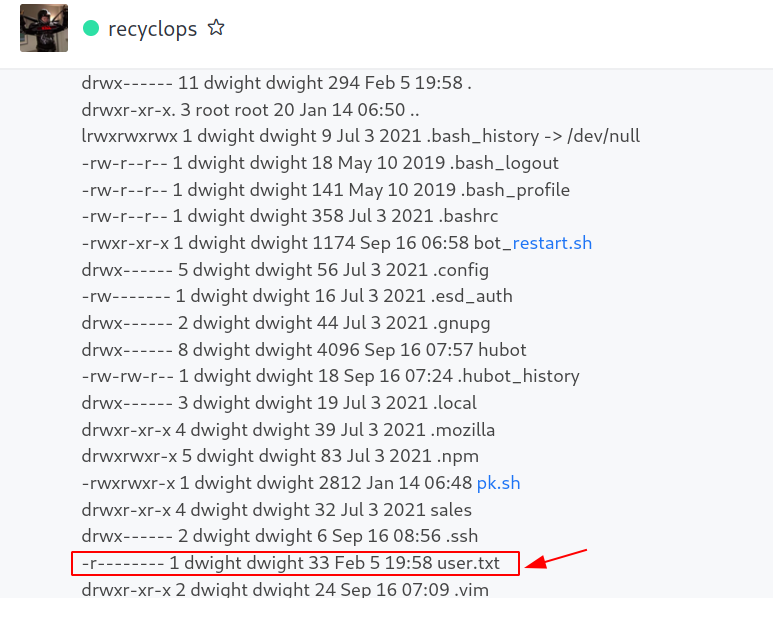 recyclops
drwx------ 11 dwight dwight 294 Feb 5 19:58 .
drwxr-xr-x. 3 root root 20 Jan 14 06:50 ..
lrwxrwxrwx 1 dwight dwight 9 Jul 3 2021 .bash_history -> /dev/null
-rw-r--r-- 1 dwight dwight 18 May 10 2019 .bash_logout
-rw-r--r-- 1 dwight dwight 141 May 10 2019 .bash_profile
-rw-r--r-- 1 dwight dwight 358 Jul 3 2021 .bashrc
-rwxr-xr-x 1 dwight dwight 1174 Sep 16 06:58 bot_restart.sh
drwx------ 5 dwight dwight 56 Jul 3 2021 .config
-rw------- 1 dwight dwight 16 Jul 3 2021 .esd_auth
drwx------ 2 dwight dwight 44 Jul 3 2021 .gnupg
drwx------ 8 dwight dwight 4096 Sep 16 07:57 hubot
-rw-rw-r-- 1 dwight dwight 18 Sep 16 07:24 .hubot_history
drwx------ 3 dwight dwight 19 Jul 3 2021 .local
drwxr-xr-x 4 dwight dwight 39 Jul 3 2021 .mozilla
drwxrwxr-x 5 dwight dwight 83 Jul 3 2021 .npm
-rwxrwxr-x 1 dwight dwight 2812 Jan 14 06:48 pk.sh
drwxr-xr-x 4 dwight dwight 32 Jul 3 2021 sales
drwx------ 2 dwight dwight 6 Sep 16 08:56 .ssh
-r-------- 1 dwight dwight 33 Feb 5 19:58 user.txt
drwxr-xr-x 2 dwight dwight 24 Sep 16 07:09 .vim